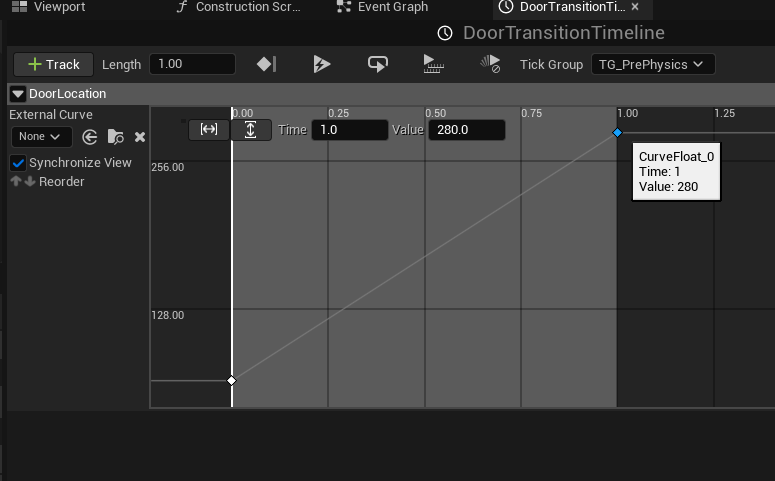 Viewport
Construction Scr...
Event Graph
DoorTransitionTi...
DoorTransitionTimeline
+ Track
Length
1.00
Tick Group
TG_PrePhysics
DoorLocation
External Curve
None
Synchronize View
Reorder
0.00
0.25
0.50
0.75
1.00
1.25
Time
1.0
Value
280.0
256.00
128.00
CurveFloat_0
Time: 1
Value: 280